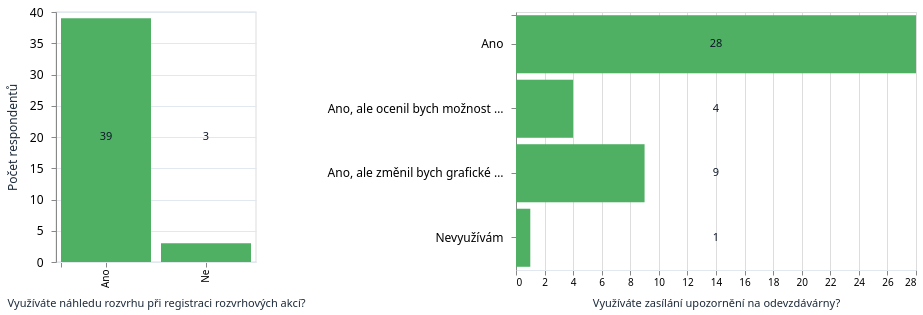 40
35
30
25
20
15
10
5
0
Počet respondentů
39
3
Ano
Ne
Využíváte náhledu rozvrhu při registraci rozvrhových akcí?
Ano
28
Ano, ale ocenil bych možnost ...
4
Ano, ale změnil bych grafické ...
9
Nevyužívám
1
0 2 4 6 8 10 12 14 16 18 20 22 24 26 28
Využíváte zasílání upozornění na odevzdávárny?